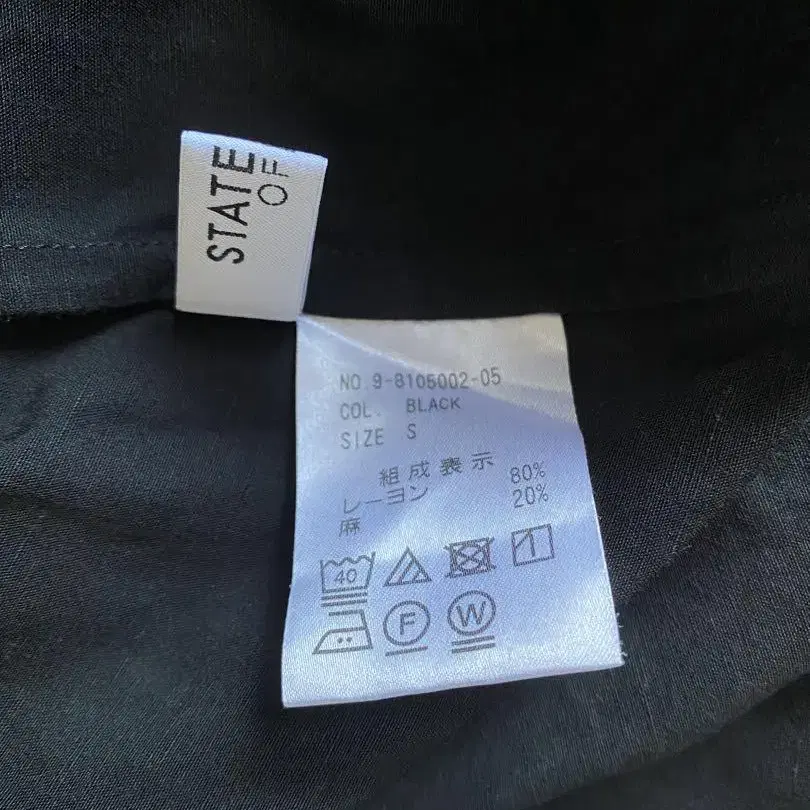 STATE
OF
NO.9-8105002-05
COL. BLACK
SIZE S
組成表示
レーヨン 80%
麻 20%
40
F
W